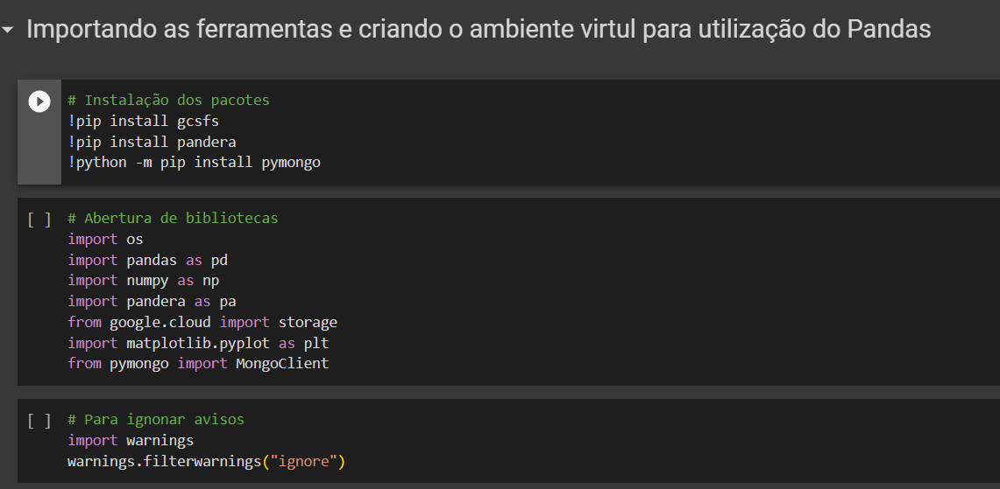 Importando as ferramentas e criando o ambiente virtul para utilização do Pandas
# Instalação dos pacotes
!pip install gcsfs
!pip install pandera
!python -m pip install pymongo
[ ] # Abertura de bibliotecas
import os
import pandas as pd
import numpy as np
import pandera as pa
from google.cloud import storage
import matplotlib.pyplot as plt
from pymongo import MongoClient
[ ] # Para ignonar avisos
import warnings
warnings.filterwarnings("ignore")